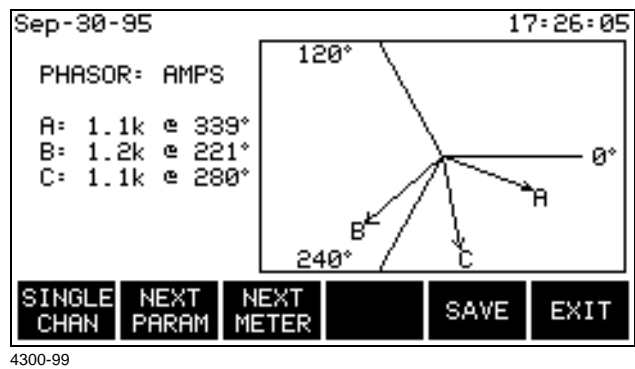 Sep-30-95 17:26:05
PHASOR: AMPS
A: 1.1k @ 339°
B: 1.2k @ 221°
C: 1.1k @ 280°
120°
0°
A
B
C
240°
SINGLE CHAN
NEXT PARAM
NEXT METER
SAVE
EXIT
4300-99